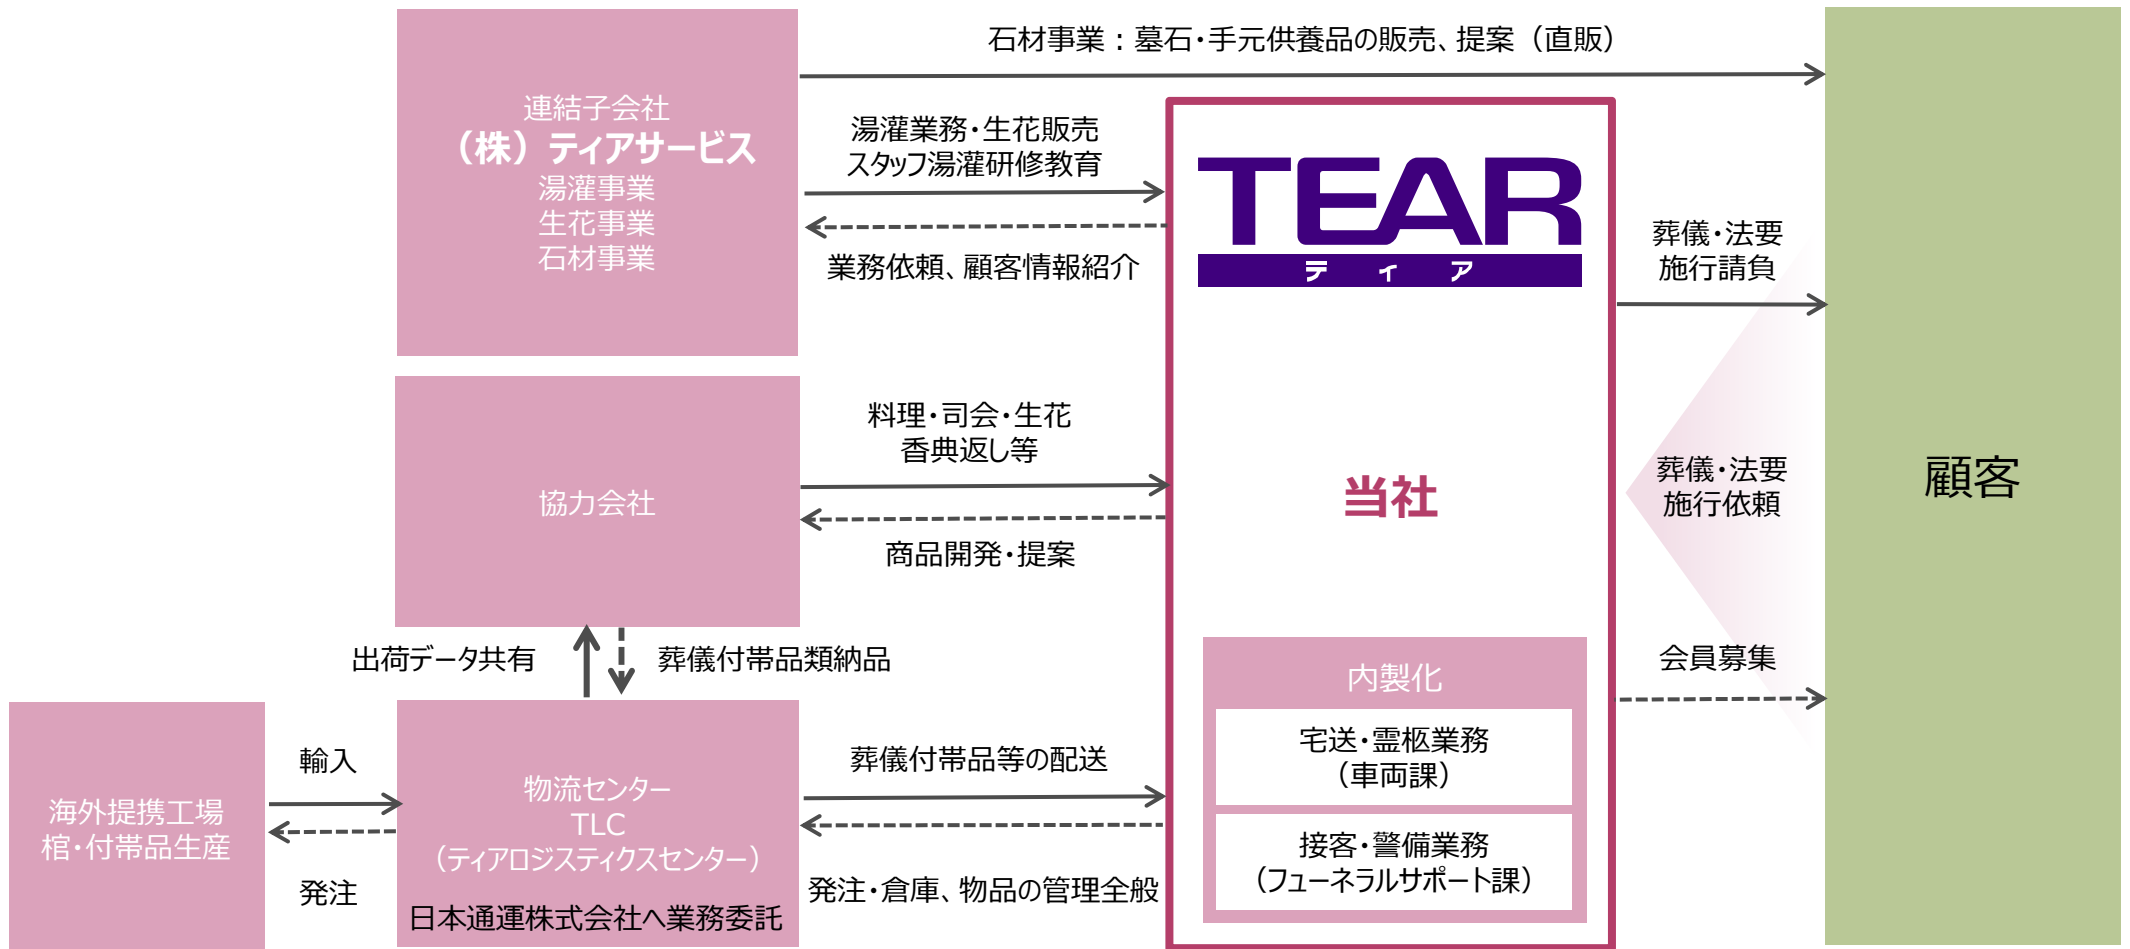 石材事業：墓石・手元供養品の販売、提案（直販）
連結子会社
（株）ティアサービス
湯灌事業
生花事業
石材事業
湯灌業務・生花販売
スタッフ湯灌研修教育
業務依頼、顧客情報紹介
TEAR
ティア
葬儀・法要
施行請負
協力会社
料理・司会・生花
香典返し等
商品開発・提案
当社
葬儀・法要
施行依頼
顧客
出荷データ共有
葬儀付帯品類納品
会員募集
内製化
宅送・霊柩業務
（車両課）
接客・警備業務
（フューネラルサポート課）
海外提携工場
棺・付帯品生産
輸入
発注
物流センター
TLC
（ティアロジスティクスセンター）
日本通運株式会社へ業務委託
葬儀付帯品等の配送
発注・倉庫、物品の管理全般